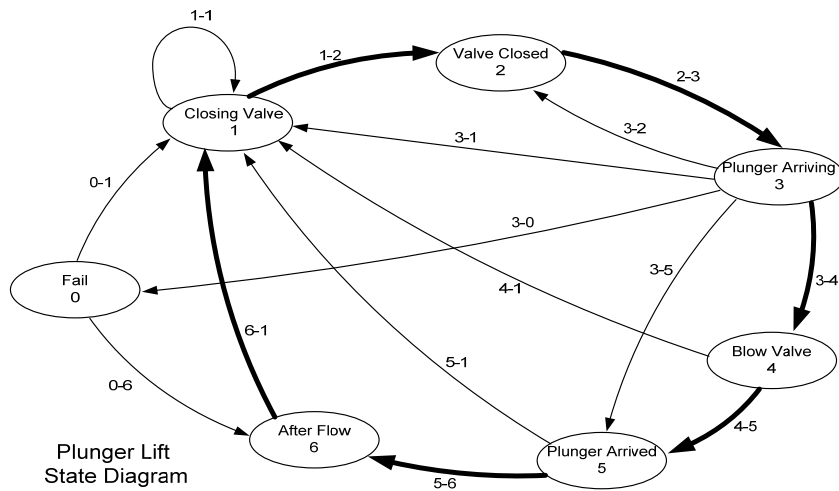 1-1
1-2
Valve Closed
2
2-3
Closing Valve
1
3-2
3-1
Plunger Arriving
3
0-1
3-0
Fail
0
3-5
3-4
4-1
6-1
Blow Valve
4
5-1
0-6
After Flow
6
4-5
Plunger Arrived
5
5-6
Plunger Lift
State Diagram